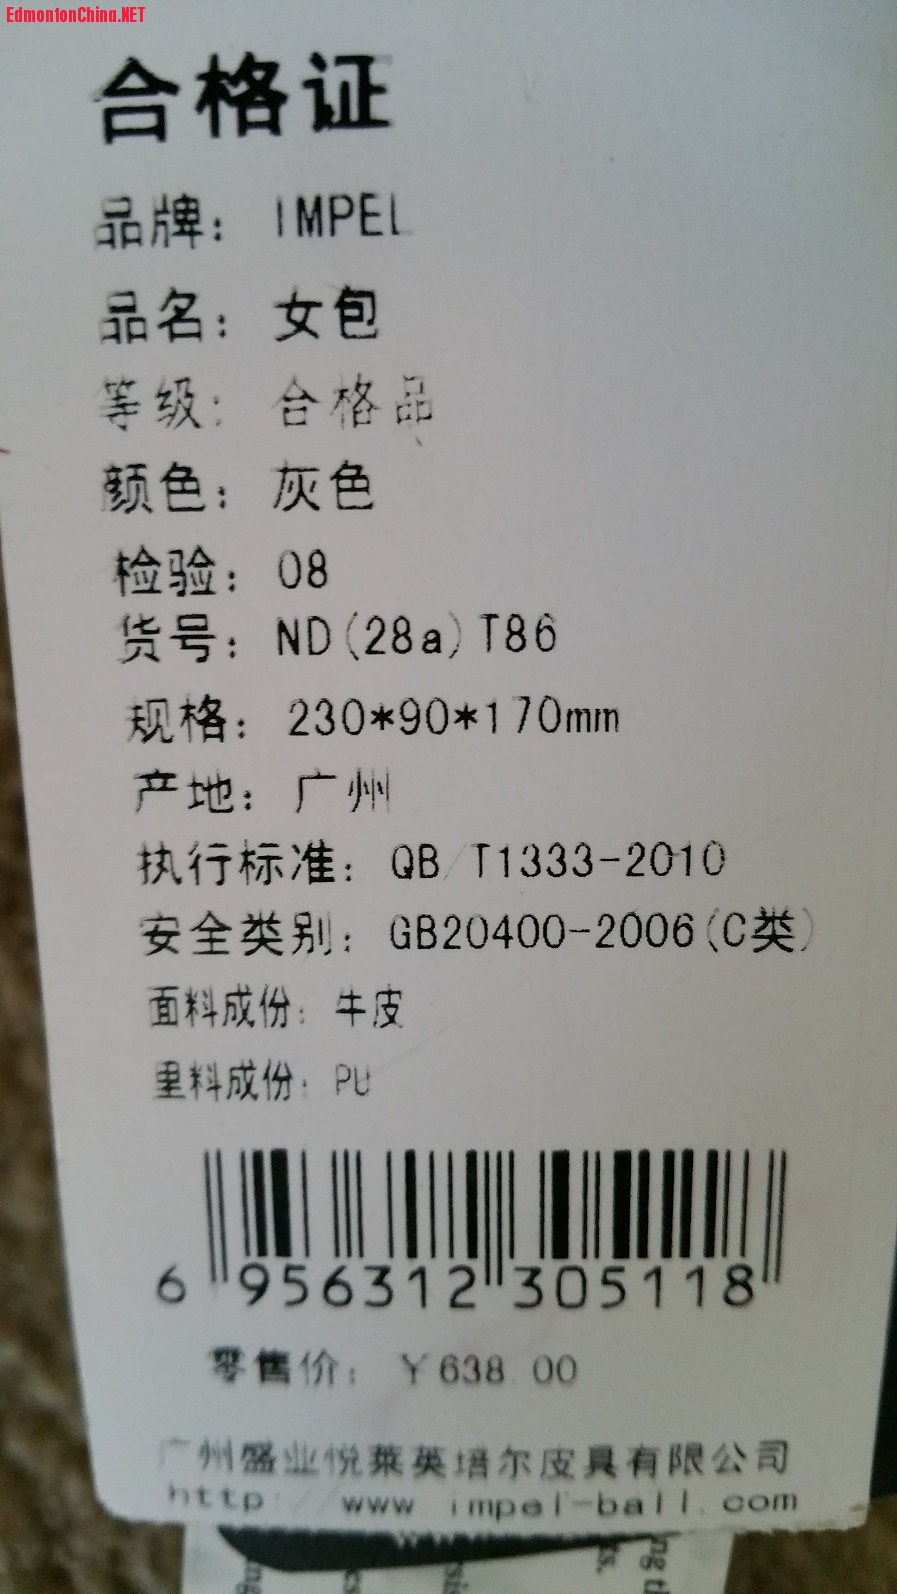 EdmontonChina.NET
合格证
品牌: IMPEL
品名: 女包
等级: 合格品
颜色: 灰色
检验: 08
货号: ND(28a)T86
规格: 230*90*170mm
产地: 广州
执行标准: QB/T1333-2010
安全类别: GB20400-2006(C类)
面料成份: 牛皮
里料成份: PU
6 956312 305118
零售价: ￥638.00
广州盛业悦莱英培尔皮具有限公司
http://www.impel-ball.com